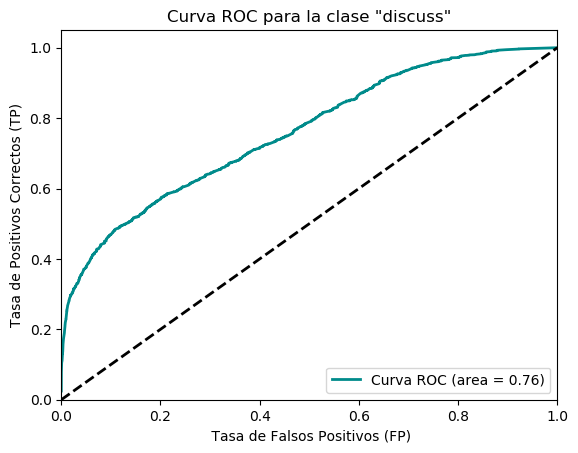 Curva ROC para la clase "discuss"
1.0
0.8
0.6
0.4
0.2
0.0
Tasa de Positivos Correctos (TP)
Curva ROC (area = 0.76)
0.0 0.2 0.4 0.6 0.8 1.0
Tasa de Falsos Positivos (FP)